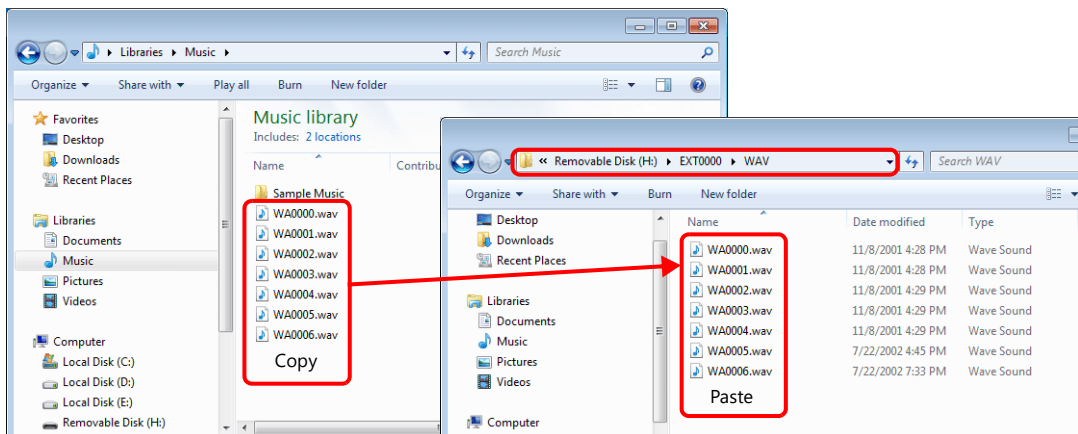 Libraries ▸ Music ▸
Search Music
Organize ▾ Share with ▾ Play all Burn New folder
Favorites
Desktop
Downloads
Recent Places
Libraries
Documents
Music
Pictures
Videos
Computer
Local Disk (C:)
Local Disk (D:)
Local Disk (E:)
Removable Disk (H:)
Music library
Includes: 2 locations
Name Contribu
Sample Music
WA0000.wav
WA0001.wav
WA0002.wav
WA0003.wav
WA0004.wav
WA0005.wav
WA0006.wav
Copy
« Removable Disk (H:) ▸ EXT0000 ▸ WAV
Search WAV
Organize ▾ Share with ▾ Burn New folder
Desktop
Downloads
Recent Places
Libraries
Documents
Music
Pictures
Videos
Computer
Name Date modified Type
WA0000.wav 11/8/2001 4:28 PM Wave Sound
WA0001.wav 11/8/2001 4:28 PM Wave Sound
WA0002.wav 11/8/2001 4:29 PM Wave Sound
WA0003.wav 11/8/2001 4:29 PM Wave Sound
WA0004.wav 11/8/2001 4:29 PM Wave Sound
WA0005.wav 7/22/2002 4:45 PM Wave Sound
WA0006.wav 7/22/2002 7:33 PM Wave Sound
Paste